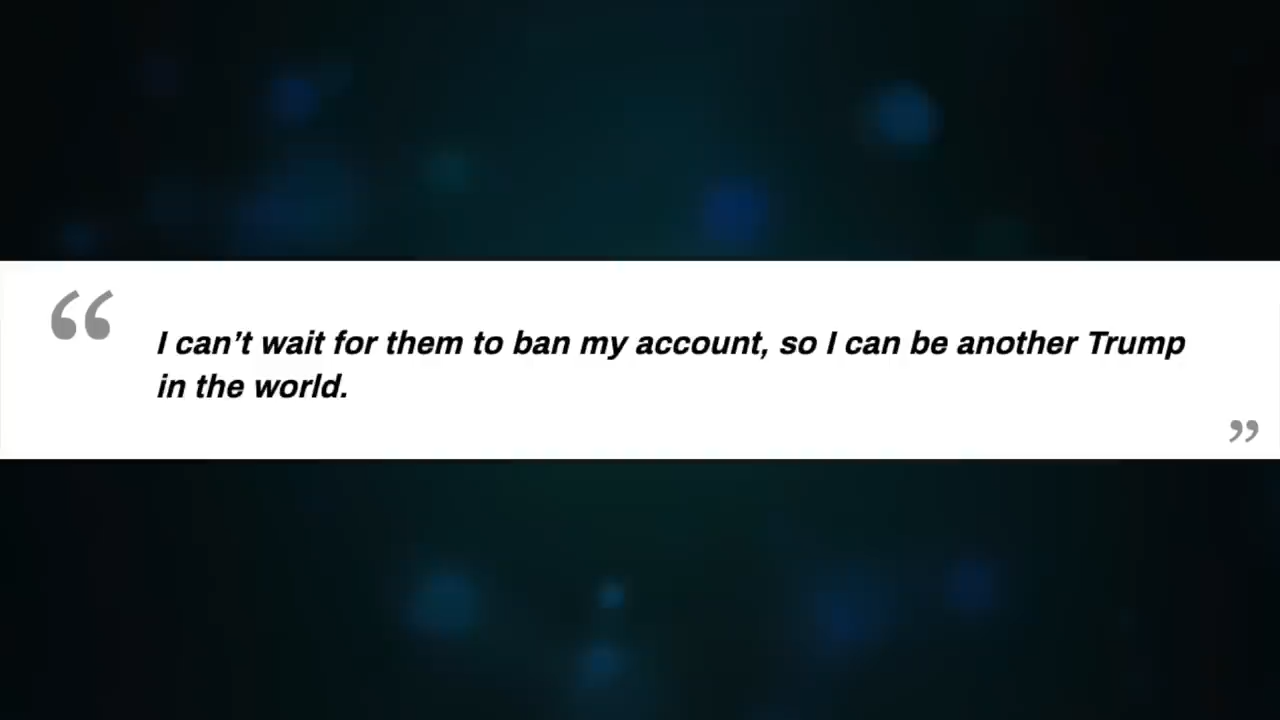 “
I can’t wait for them to ban my account, so I can be another Trump
in the world.
”